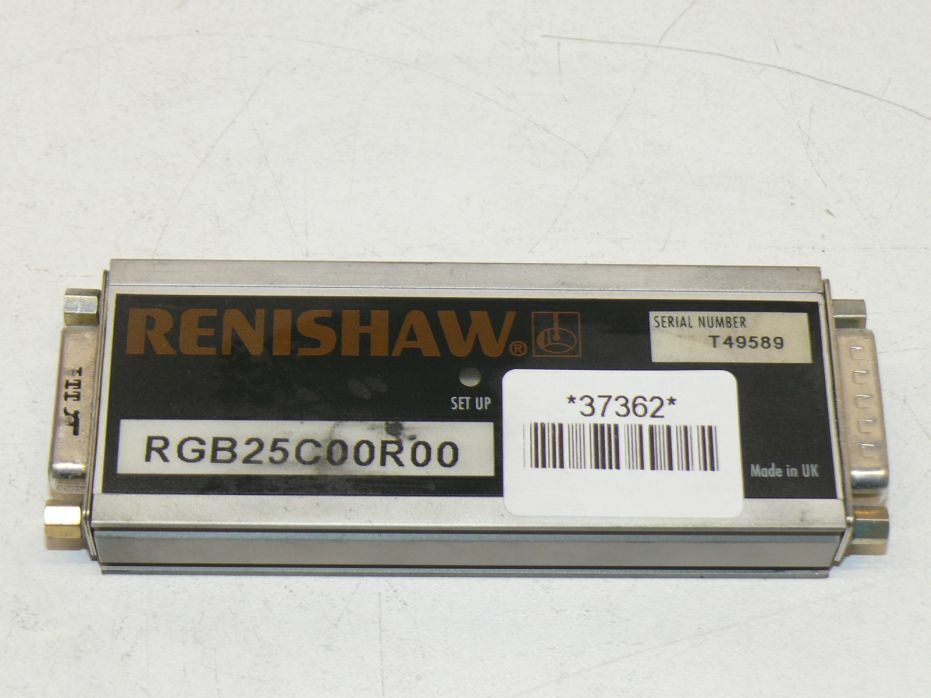 RENISHAW®
SERIAL NUMBER
T49589
SET UP
*37362*
RGB25C00R00
Made in UK